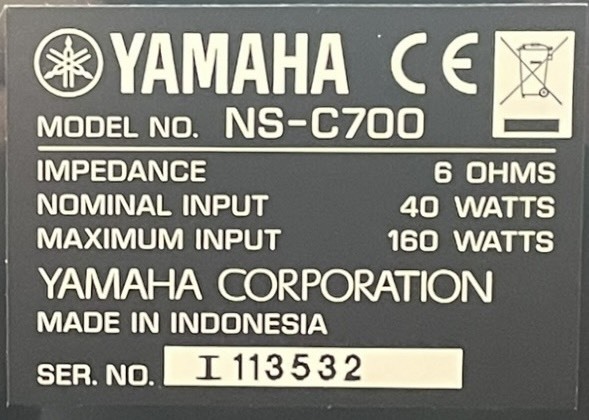 YAMAHA CE
MODEL NO. NS-C700
IMPEDANCE 6 OHMS
NOMINAL INPUT 40 WATTS
MAXIMUM INPUT 160 WATTS
YAMAHA CORPORATION
MADE IN INDONESIA
SER. NO. I 113532